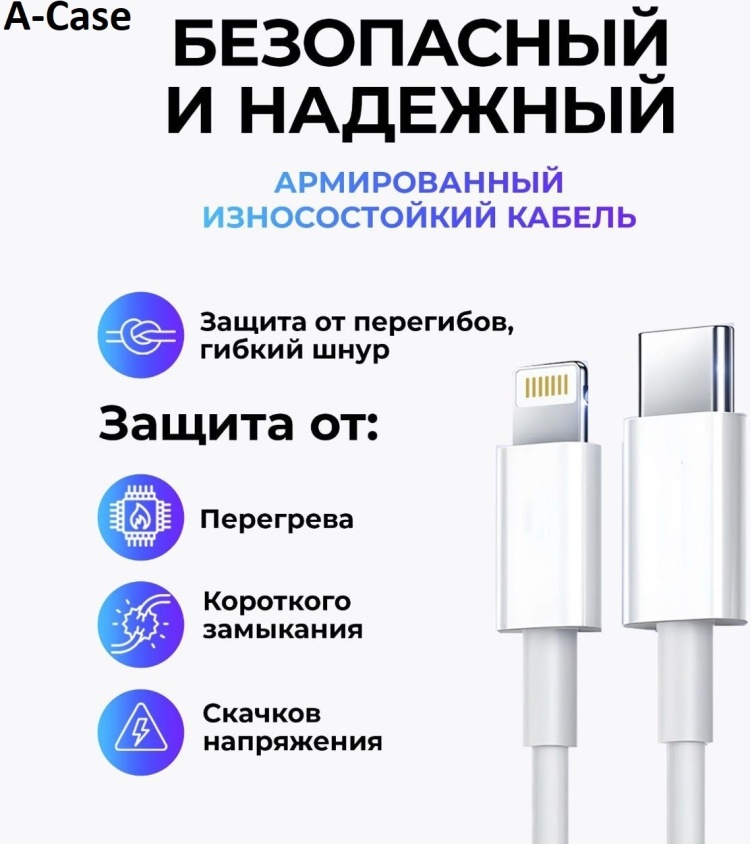 A-Case
БЕЗОПАСНЫЙ
И НАДЕЖНЫЙ
АРМИРОВАННЫЙ
ИЗНОСОСТОЙКИЙ КАБЕЛЬ
Защита от перегибов,
гибкий шнур
Защита от:
Перегрева
Короткого
замыкания
Скачков
напряжения